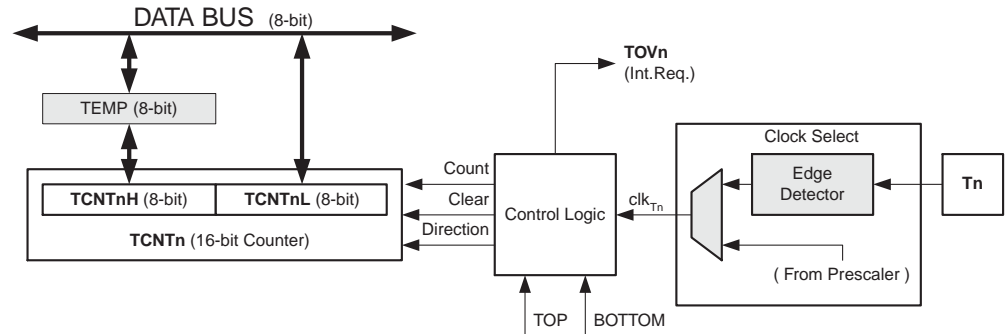 DATA BUS (8-bit)
TOVn
(Int.Req.)
TEMP (8-bit)
Clock Select
Count
Edge
Detector
Tn
TCNTnH (8-bit) TCNTnL (8-bit)
Clear
Control Logic
clkTn
TCNTn (16-bit Counter)
Direction
( From Prescaler )
TOP
BOTTOM